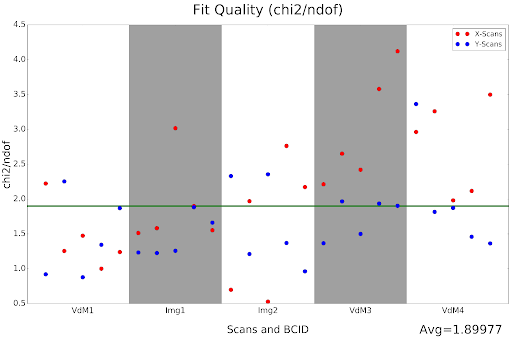 Fit Quality (chi2/ndof)
4.5
X-Scans
Y-Scans
4.0
3.5
3.0
chi2/ndof
2.5
2.0
1.5
1.0
0.5
VdM1 Img1 Img2 VdM3 VdM4
Scans and BCID
Avg=1.89977